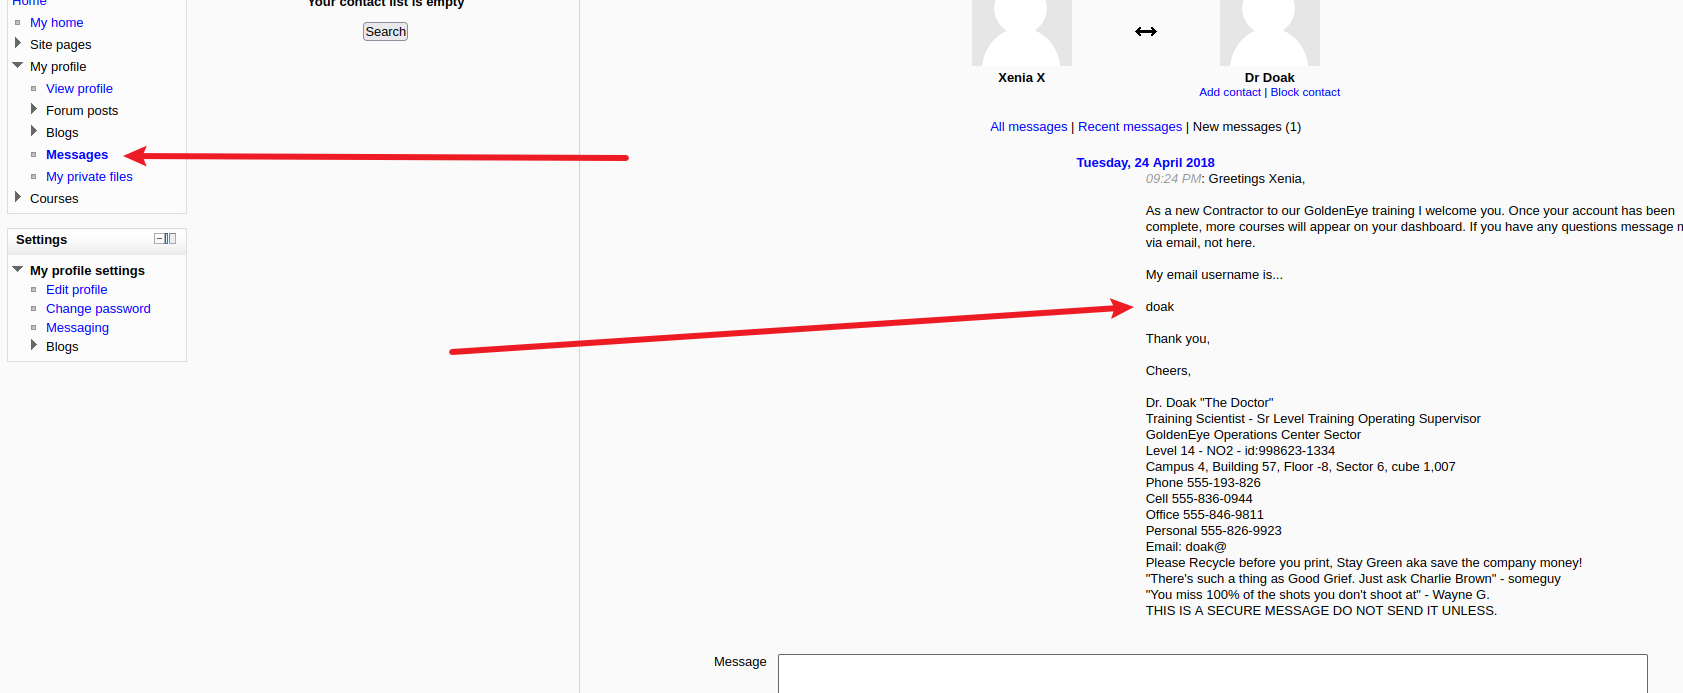 Home
My home
Site pages
My profile
View profile
Forum posts
Blogs
Messages
My private files
Courses
Settings
My profile settings
Edit profile
Change password
Messaging
Blogs
Your contact list is empty
Search
Xenia X
Dr Doak
Add contact | Block contact
All messages | Recent messages | New messages (1)
Tuesday, 24 April 2018
09:24 PM: Greetings Xenia,
As a new Contractor to our GoldenEye training I welcome you. Once your account has been
complete, more courses will appear on your dashboard. If you have any questions message
via email, not here.
My email username is...
doak
Thank you,
Cheers,
Dr. Doak "The Doctor"
Training Scientist - Sr Level Training Operating Supervisor
GoldenEye Operations Center Sector
Level 14 - NO2 - id:998623-1334
Campus 4, Building 57, Floor -8, Sector 6, cube 1,007
Phone 555-193-826
Cell 555-836-0944
Office 555-846-9811
Personal 555-826-9923
Email: doak@
Please Recycle before you print, Stay Green aka save the company money!
"There's such a thing as Good Grief. Just ask Charlie Brown" - someguy
"You miss 100% of the shots you don't shoot at" - Wayne G.
THIS IS A SECURE MESSAGE DO NOT SEND IT UNLESS.
Message